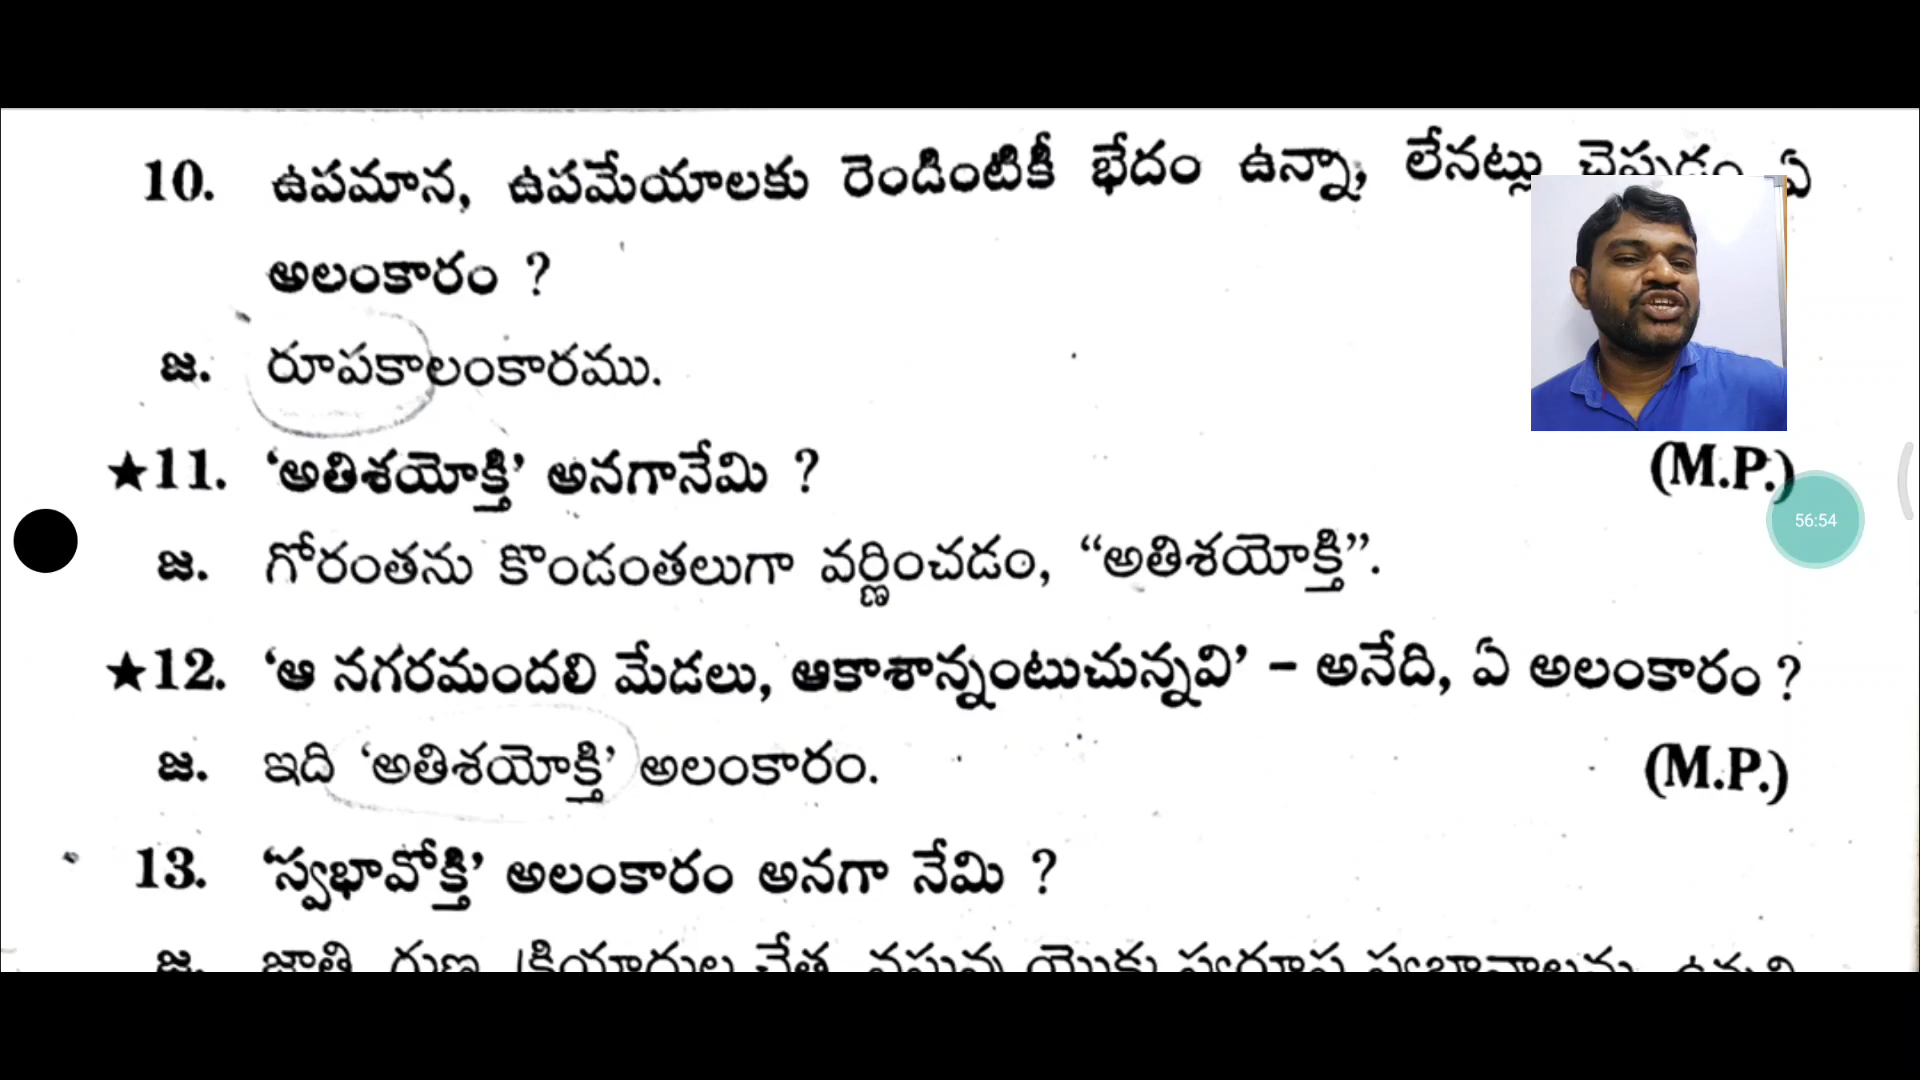 10. ఉపమాన, ఉపమేయాలకు రెండింటికీ భేదం ఉన్నా, లేనట్లు చెప్పడం ఏ
అలంకారం ?
జ. రూపకాలంకారము.
★11. ‘అతిశయోక్తి’ అనగానేమి ? (M.P.)
56:54
జ. గోరంతను కొండంతలుగా వర్ణించడం, “అతిశయోక్తి”.
★12. ‘ఆ నగరమందలి మేడలు, ఆకాశాన్నంటుచున్నవి’ – అనేది, ఏ అలంకారం ?
జ. ఇది ‘అతిశయోక్తి’ అలంకారం. (M.P.)
13. ‘స్వభావోక్తి’ అలంకారం అనగా నేమి ?
జ. జాతి గుణ క్రియాదుల చేత